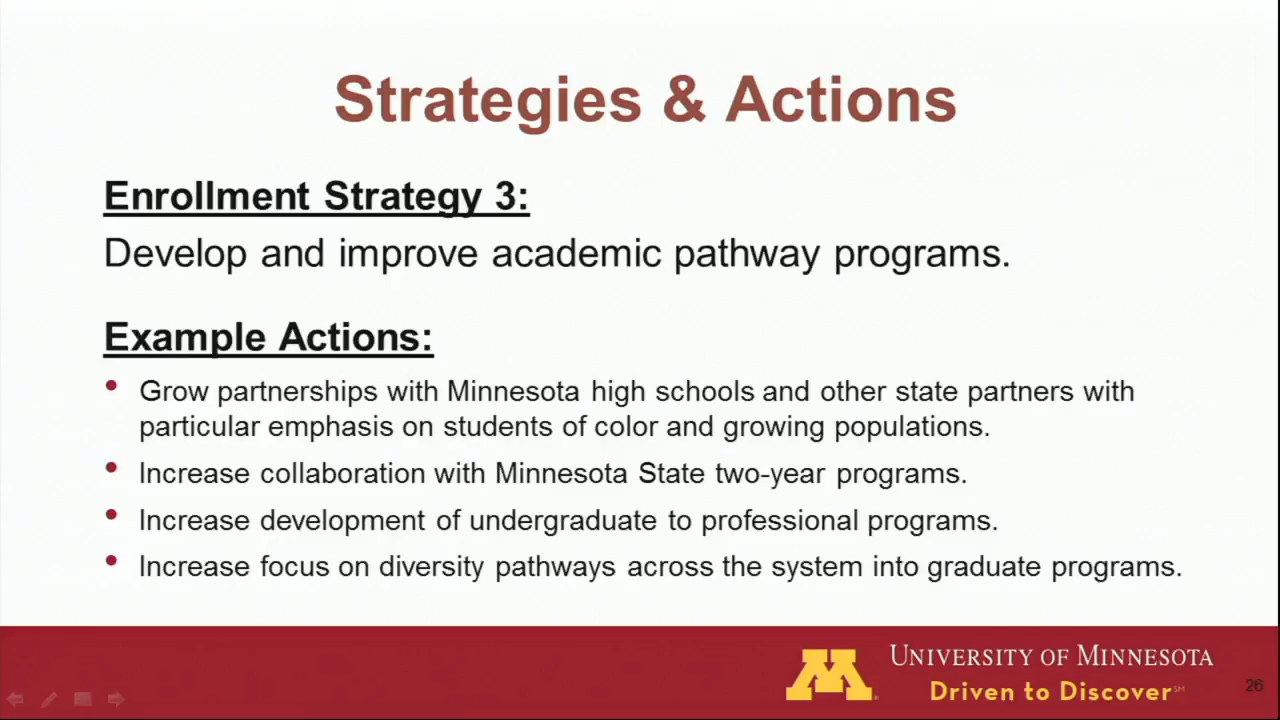 Strategies & Actions
Enrollment Strategy 3:
Develop and improve academic pathway programs.
Example Actions:
• Grow partnerships with Minnesota high schools and other state partners with
particular emphasis on students of color and growing populations.
• Increase collaboration with Minnesota State two-year programs.
• Increase development of undergraduate to professional programs.
• Increase focus on diversity pathways across the system into graduate programs.
M
UNIVERSITY OF MINNESOTA
Driven to Discover℠
26